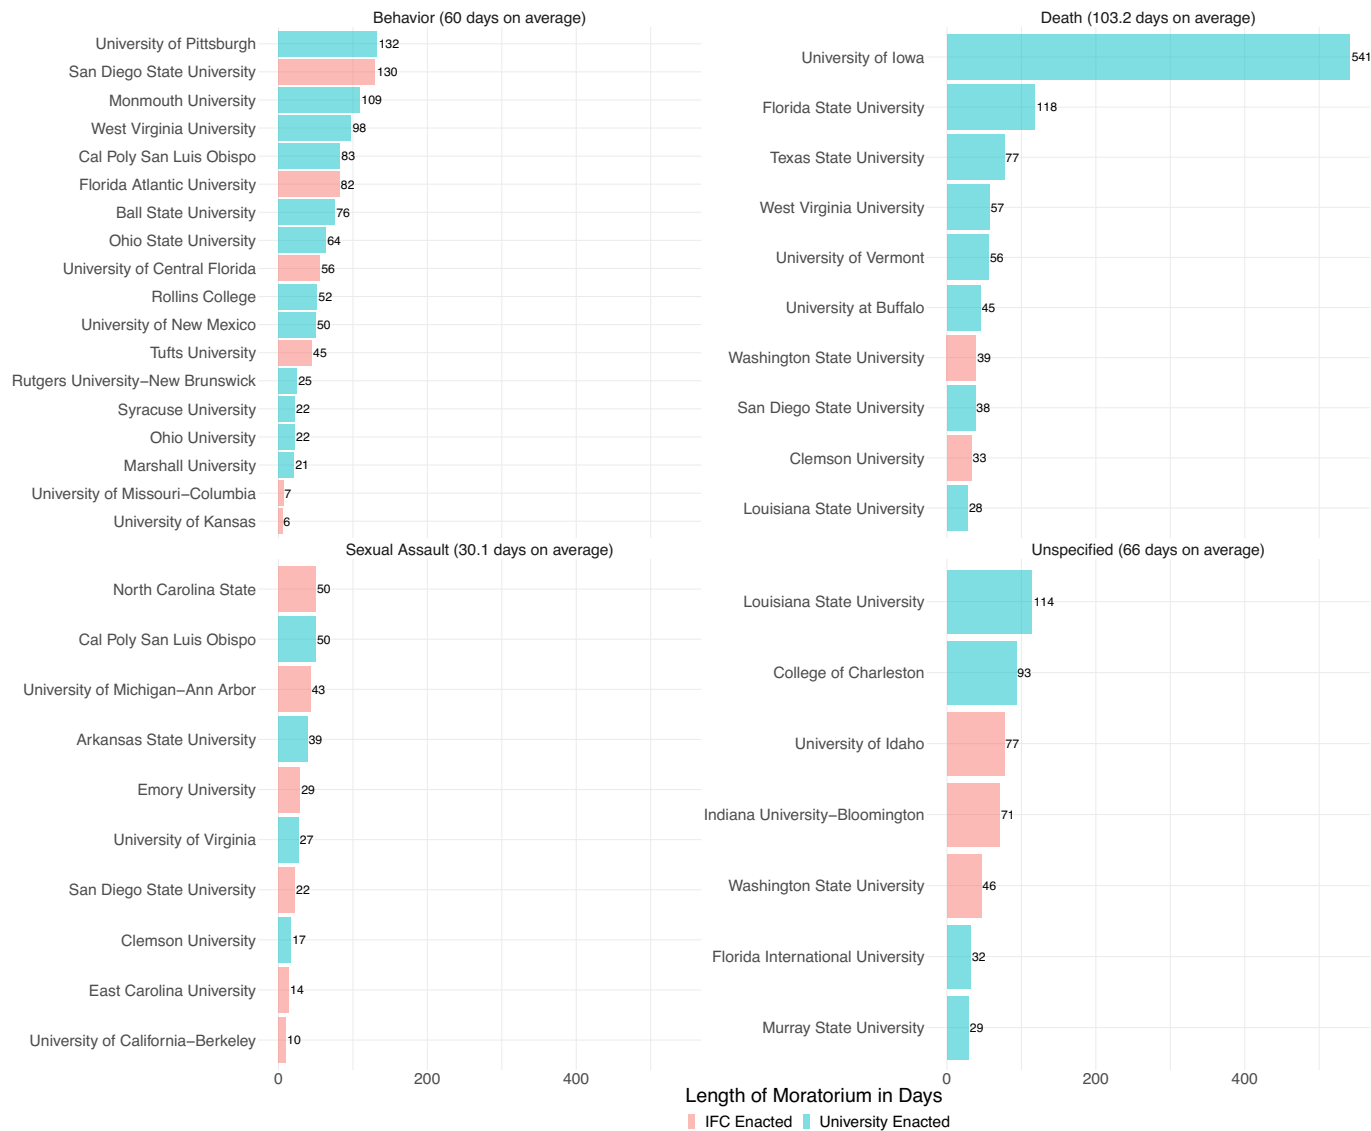 Behavior (60 days on average)
University of Pittsburgh 132
San Diego State University 130
Monmouth University 109
West Virginia University 98
Cal Poly San Luis Obispo 83
Florida Atlantic University 82
Ball State University 76
Ohio State University 64
University of Central Florida 56
Rollins College 52
University of New Mexico 50
Tufts University 45
Rutgers University−New Brunswick 25
Syracuse University 22
Ohio University 22
Marshall University 21
University of Missouri−Columbia 7
University of Kansas 6
Death (103.2 days on average)
University of Iowa 541
Florida State University 118
Texas State University 77
West Virginia University 57
University of Vermont 56
University at Buffalo 45
Washington State University 39
San Diego State University 38
Clemson University 33
Louisiana State University 28
Sexual Assault (30.1 days on average)
North Carolina State 50
Cal Poly San Luis Obispo 50
University of Michigan−Ann Arbor 43
Arkansas State University 39
Emory University 29
University of Virginia 27
San Diego State University 22
Clemson University 17
East Carolina University 14
University of California−Berkeley 10
0 200 400
Unspecified (66 days on average)
Louisiana State University 114
College of Charleston 93
University of Idaho 77
Indiana University−Bloomington 71
Washington State University 46
Florida International University 32
Murray State University 29
0 200 400
Length of Moratorium in Days
IFC Enacted University Enacted